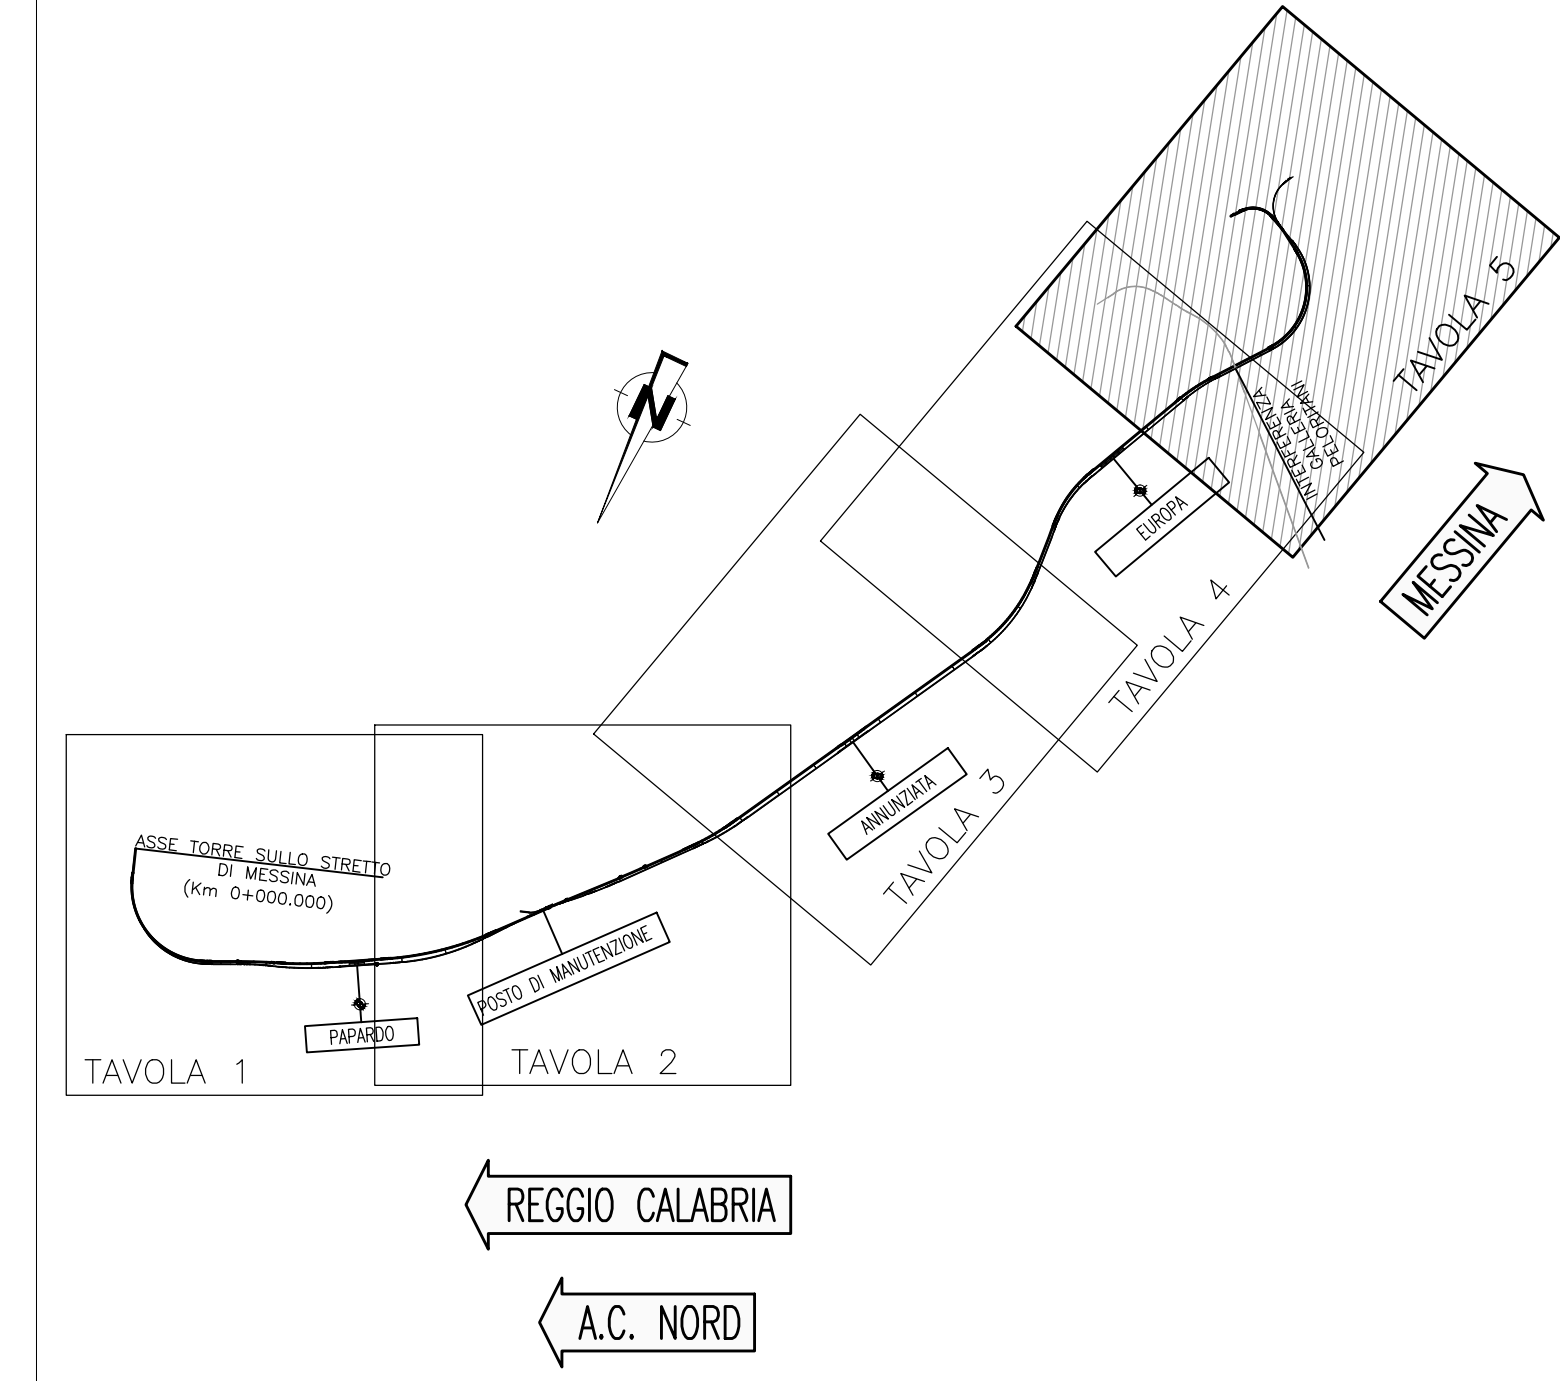 TAVOLA 5
INTERFERENZA
GALLERIA
PELORITANI
MESSINA
N
EUROPA
TAVOLA 4
ANNUNZIATA
TAVOLA 3
ASSE TORRE SULLO STRETTO
DI MESSINA
(Km 0+000.000)
POSTO DI MANUTENZIONE
PAPARDO
TAVOLA 1
TAVOLA 2
REGGIO CALABRIA
A.C. NORD